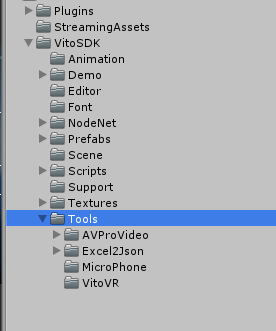 Plugins
StreamingAssets
VitoSDK
Animation
Demo
Editor
Font
NodeNet
Prefabs
Scene
Scripts
Support
Textures
Tools
AVProVideo
Excel2Json
MicroPhone
VitoVR